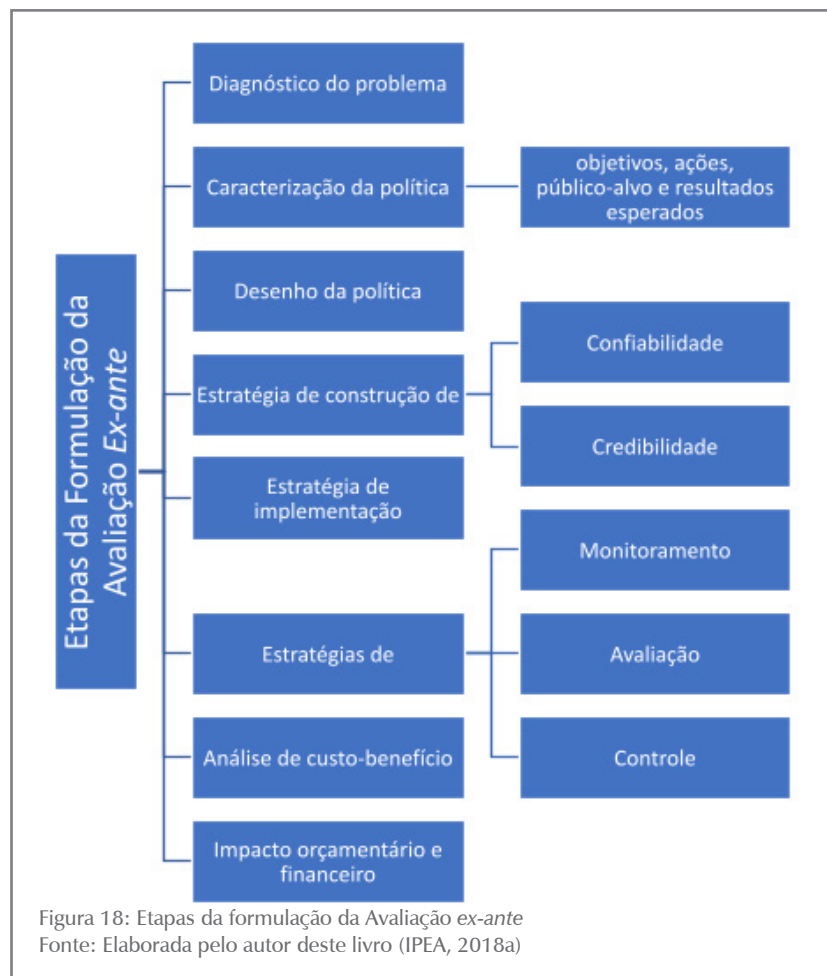 Etapas da Formulação da
Avaliação Ex-ante
Diagnóstico do problema
Caracterização da política
objetivos, ações,
público-alvo e resultados
esperados
Desenho da política
Estratégia de construção de
Confiabilidade
Credibilidade
Estratégia de
implementação
Estratégias de
Monitoramento
Avaliação
Controle
Análise de custo-benefício
Impacto orçamentário e
financeiro
Figura 18: Etapas da formulação da Avaliação ex-ante
Fonte: Elaborada pelo autor deste livro (IPEA, 2018a)